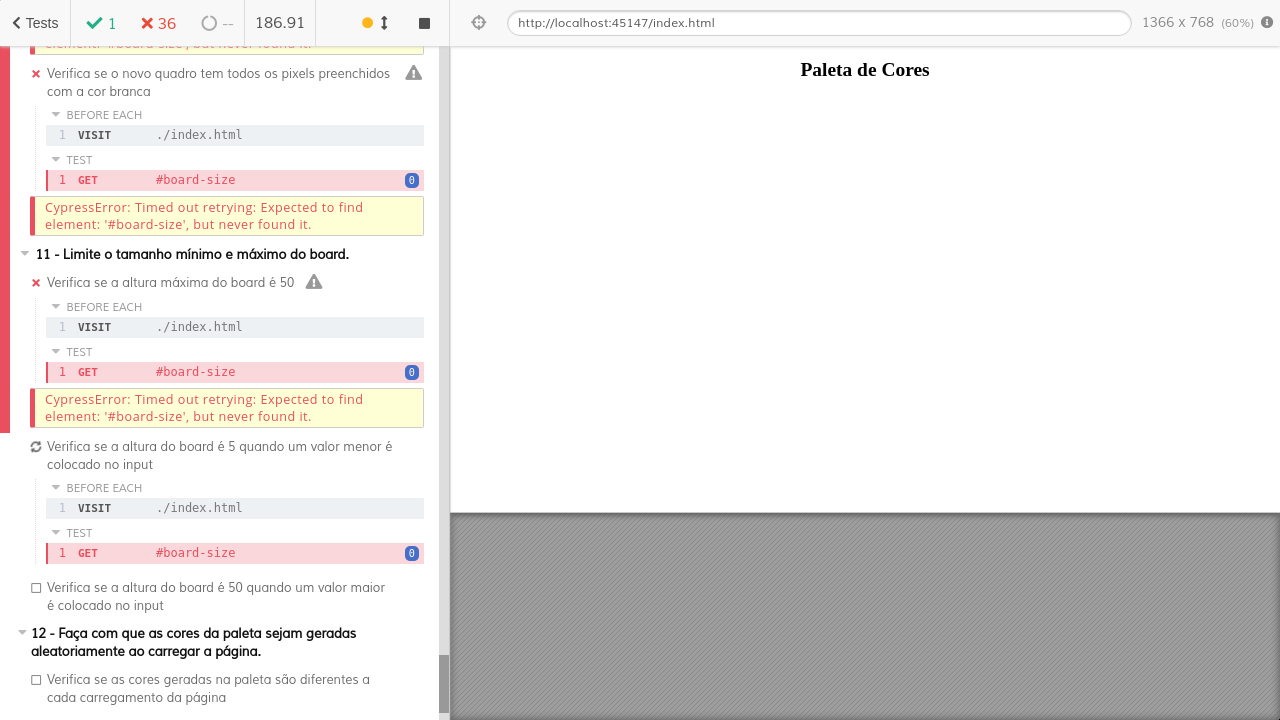 Tests
1
36
--
186.91
http://localhost:45147/index.html
1366 x 768 (60%)
element: '#board-size', but never found it.
Verifica se o novo quadro tem todos os pixels preenchidos
com a cor branca
BEFORE EACH
1 VISIT ./index.html
TEST
1 GET #board-size 0
CypressError: Timed out retrying: Expected to find
element: '#board-size', but never found it.
11 - Limite o tamanho mínimo e máximo do board.
Verifica se a altura máxima do board é 50
BEFORE EACH
1 VISIT ./index.html
TEST
1 GET #board-size 0
CypressError: Timed out retrying: Expected to find
element: '#board-size', but never found it.
Verifica se a altura do board é 5 quando um valor menor é
colocado no input
BEFORE EACH
1 VISIT ./index.html
TEST
1 GET #board-size 0
Verifica se a altura do board é 50 quando um valor maior
é colocado no input
12 - Faça com que as cores da paleta sejam geradas
aleatoriamente ao carregar a página.
Verifica se as cores geradas na paleta são diferentes a
cada carregamento da página
Paleta de Cores